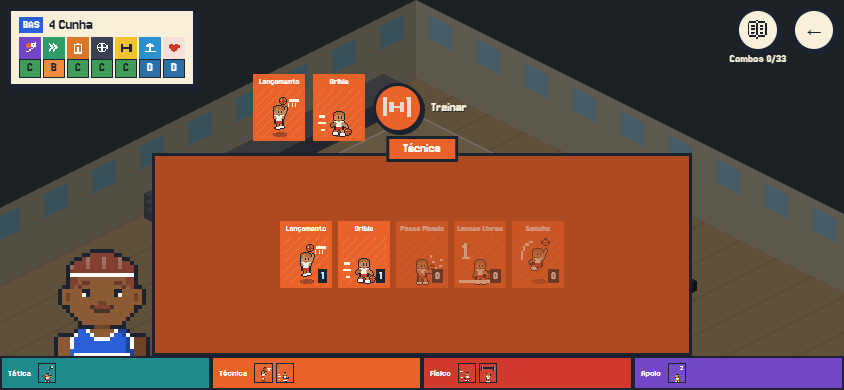 BAS 4 Cunha
C B C C C D D
Combos 0/33
Lançamento
Drible
Treinar
Técnica
Lançamento
Drible
Passe Picado
Lances Livres
Gancho
1
1
1
0
0
0
Tática
Técnica
Físico
Apoio
2